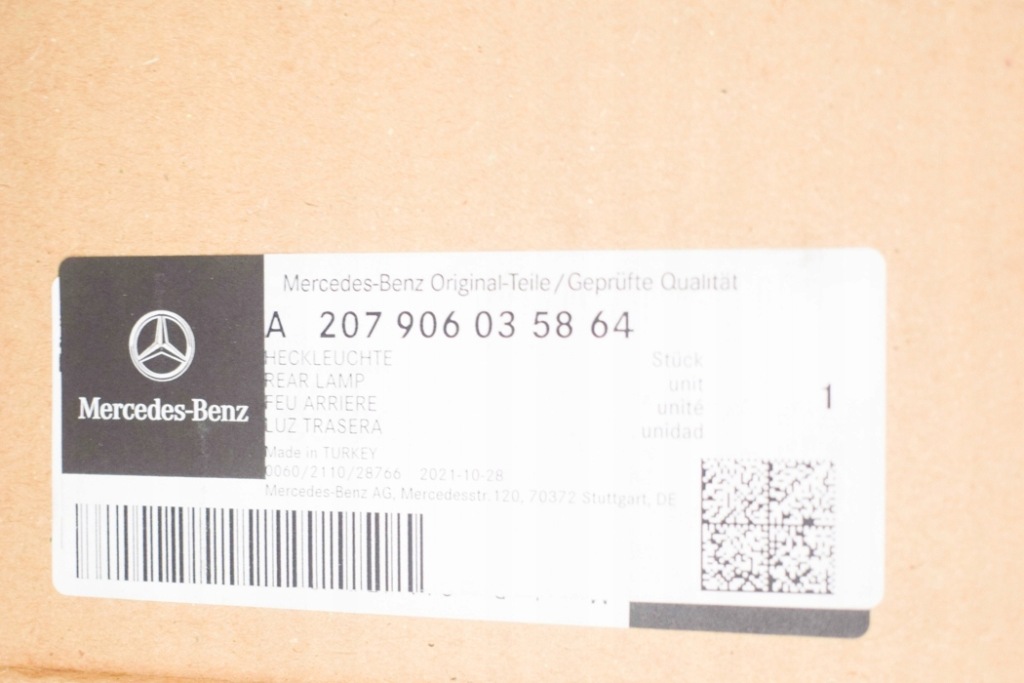 Mercedes-Benz Original-Teile/Geprüfte Qualität
A 207 906 03 58 64
HECKLEUCHTE Stück
REAR LAMP unit
FEU ARRIERE unité 1
LUZ TRASERA unidad
Mercedes-Benz
Made in TURKEY
0060/2110/28766 2021-10-28
Mercedes-Benz AG, Mercedesstr.120, 70372 Stuttgart, DE